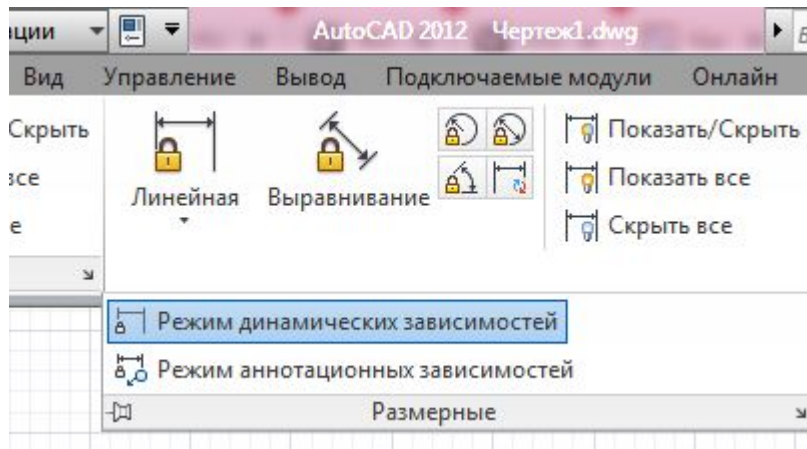 ции AutoCAD 2012 Чертеж1.dwg
Вид Управление Вывод Подключаемые модули Онлайн
Скрыть
все
е
Линейная
Выравнивание
Показать/Скрыть
Показать все
Скрыть все
Режим динамических зависимостей
Режим аннотационных зависимостей
Размерные